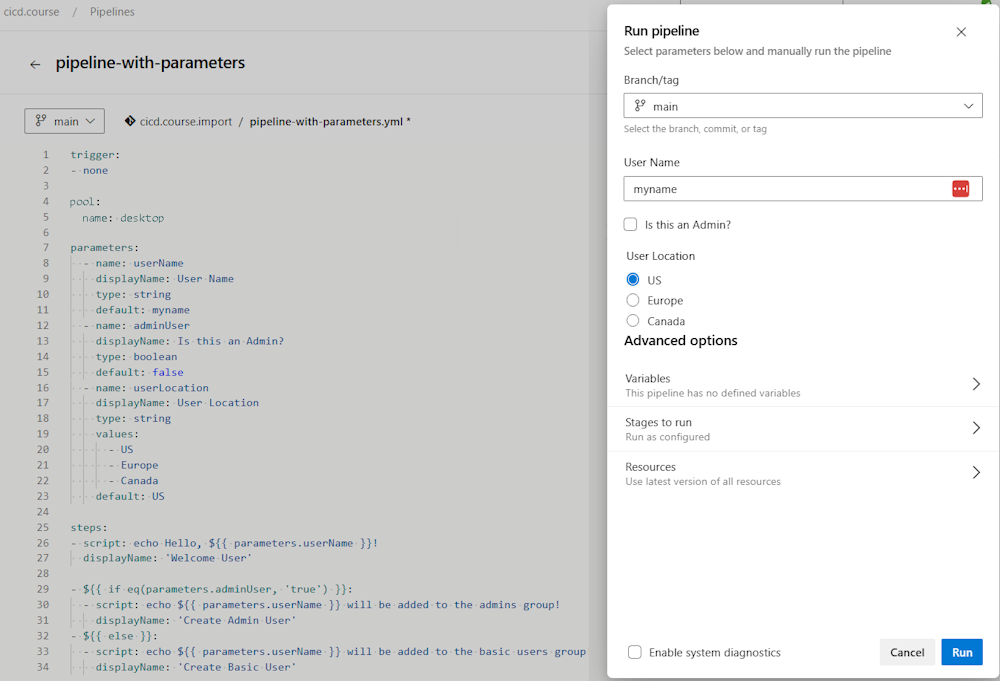 cicd.course / Pipelines
← pipeline-with-parameters
main cicd.course.import / pipeline-with-parameters.yml *
1 trigger:
2 - none
3
4 pool:
5   name: desktop
6
7 parameters:
8   - name: userName
9     displayName: User Name
10     type: string
11     default: myname
12   - name: adminUser
13     displayName: Is this an Admin?
14     type: boolean
15     default: false
16   - name: userLocation
17     displayName: User Location
18     type: string
19     values:
20       - US
21       - Europe
22       - Canada
23     default: US
24
25 steps:
26 - script: echo Hello, ${{ parameters.userName }}!
27   displayName: 'Welcome User'
28
29 - ${{ if eq(parameters.adminUser, 'true') }}:
30   - script: echo ${{ parameters.userName }} will be added to the admins group!
31     displayName: 'Create Admin User'
32 - ${{ else }}:
33   - script: echo ${{ parameters.userName }} will be added to the basic users group
34     displayName: 'Create Basic User'
Run pipeline
Select parameters below and manually run the pipeline
Branch/tag
main
Select the branch, commit, or tag
User Name
myname
Is this an Admin?
User Location
US
Europe
Canada
Advanced options
Variables
This pipeline has no defined variables
Stages to run
Run as configured
Resources
Use latest version of all resources
Enable system diagnostics
Cancel
Run